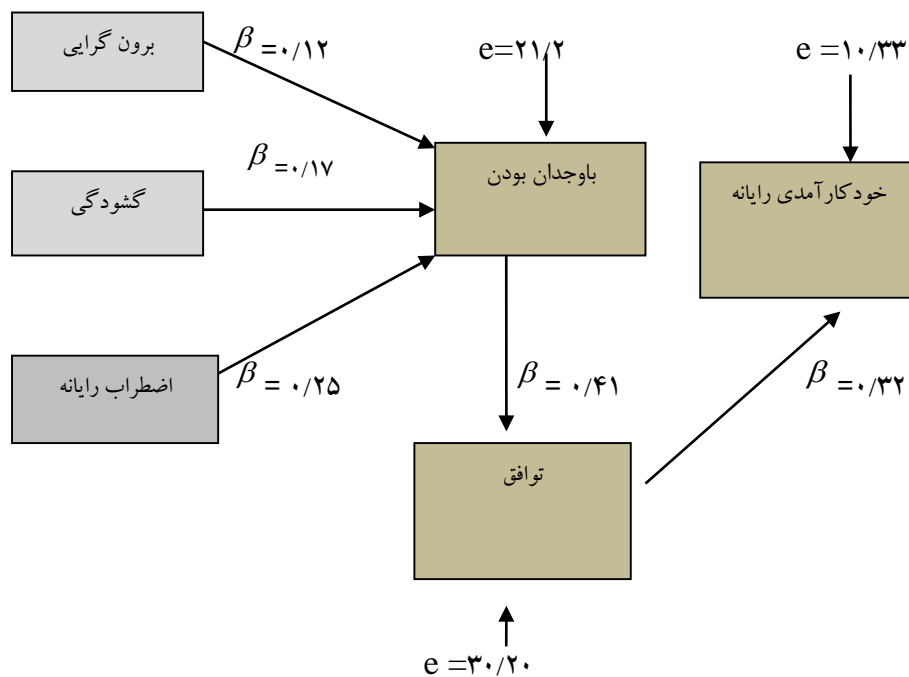 برون گرایی
β =۰/۱۲
e=۲۱/۲
e =۱۰/۳۳
گشودگی
β =۰/۱۷
باوجدان بودن
خودکارآمدی رایانه
اضطراب رایانه
β = ۰/۲۵
β = ۰/۴۱
β =۰/۳۲
توافق
e =۳۰/۲۰